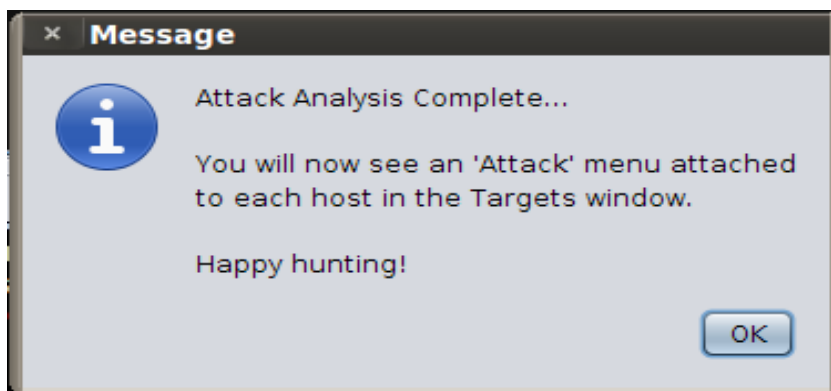 Message
Attack Analysis Complete...
You will now see an 'Attack' menu attached
to each host in the Targets window.
Happy hunting!
OK